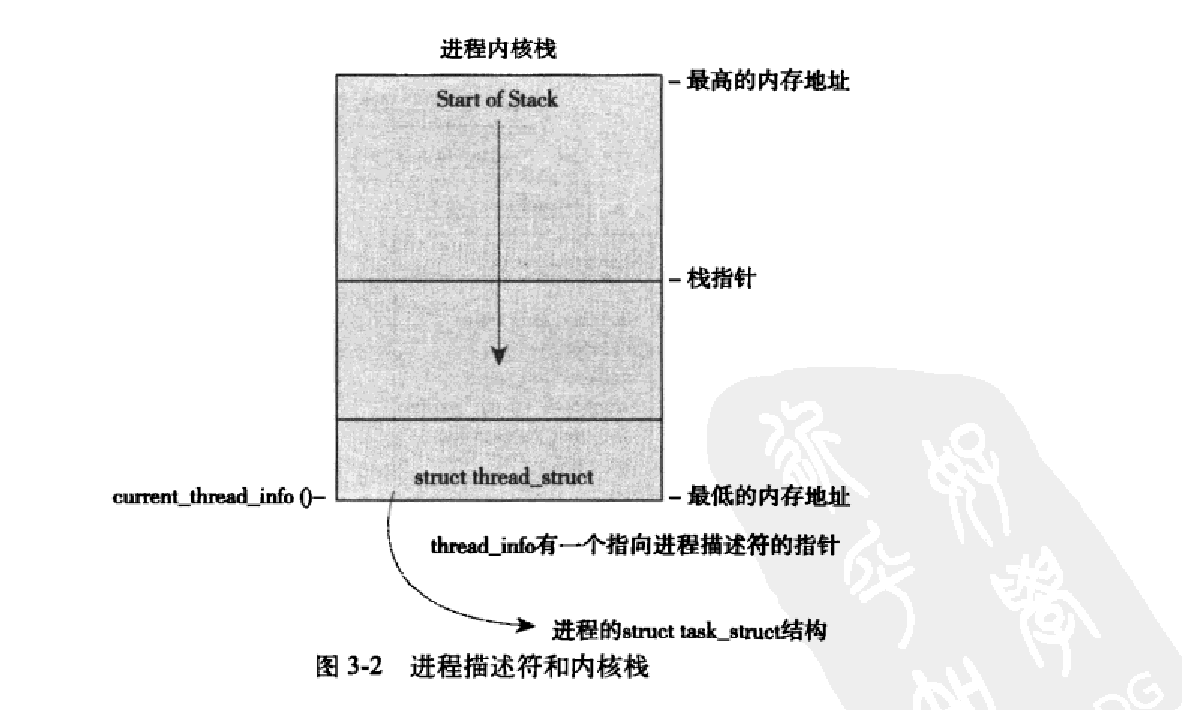 进程内核栈
Start of Stack
– 最高的内存地址
– 栈指针
struct thread_struct
current_thread_info ()–
– 最低的内存地址
thread_info有一个指向进程描述符的指针
进程的struct task_struct结构
图 3-2 进程描述符和内核栈
DG